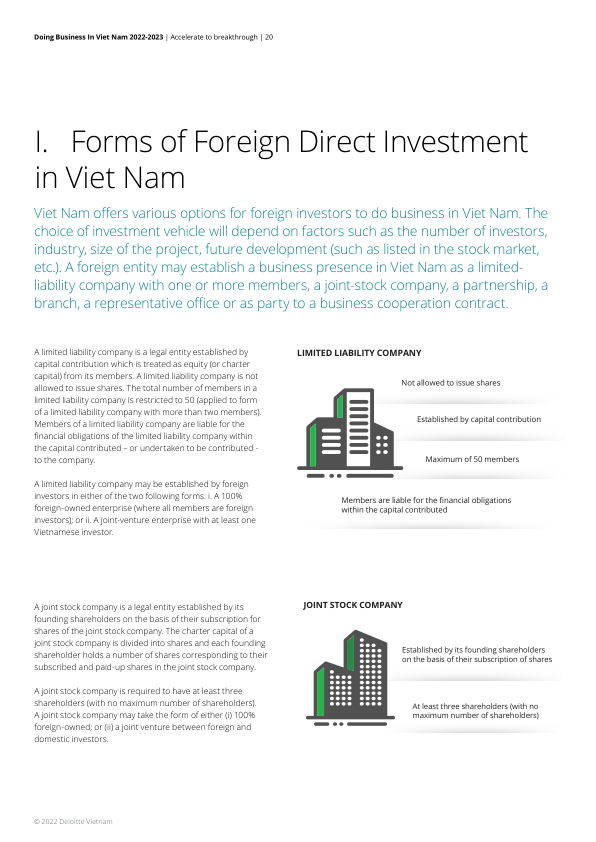 Doing Business In Viet Nam 2022-2023 | Accelerate to breakthrough | 20
I. Forms of Foreign Direct Investment
in Viet Nam
Viet Nam offers various options for foreign investors to do business in Viet Nam. The
choice of investment vehicle will depend on factors such as the number of investors,
industry, size of the project, future development (such as listed in the stock market,
etc.). A foreign entity may establish a business presence in Viet Nam as a limited-
liability company with one or more members, a joint-stock company, a partnership, a
branch, a representative office or as party to a business cooperation contract.
A limited liability company is a legal entity established by
capital contribution which is treated as equity (or charter
capital) from its members. A limited liability company is not
allowed to issue shares. The total number of members in a
limited liability company is restricted to 50 (applied to form
of a limited liability company with more than two members).
Members of a limited liability company are liable for the
financial obligations of the limited liability company within
the capital contributed – or undertaken to be contributed -
to the company.
A limited liability company may be established by foreign
investors in either of the two following forms: i. A 100%
foreign-owned enterprise (where all members are foreign
investors); or ii. A joint-venture enterprise with at least one
Vietnamese investor.
LIMITED LIABILITY COMPANY
Not allowed to issue shares
Established by capital contribution
Maximum of 50 members
Members are liable for the financial obligations
within the capital contributed
A joint stock company is a legal entity established by its
founding shareholders on the basis of their subscription for
shares of the joint stock company. The charter capital of a
joint stock company is divided into shares and each founding
shareholder holds a number of shares corresponding to their
subscribed and paid-up shares in the joint stock company.
A joint stock company is required to have at least three
shareholders (with no maximum number of shareholders).
A joint stock company may take the form of either (i) 100%
foreign-owned; or (ii) a joint venture between foreign and
domestic investors.
JOINT STOCK COMPANY
Established by its founding shareholders
on the basis of their subscription of shares
At least three shareholders (with no
maximum number of shareholders)
© 2022 Deloitte Vietnam